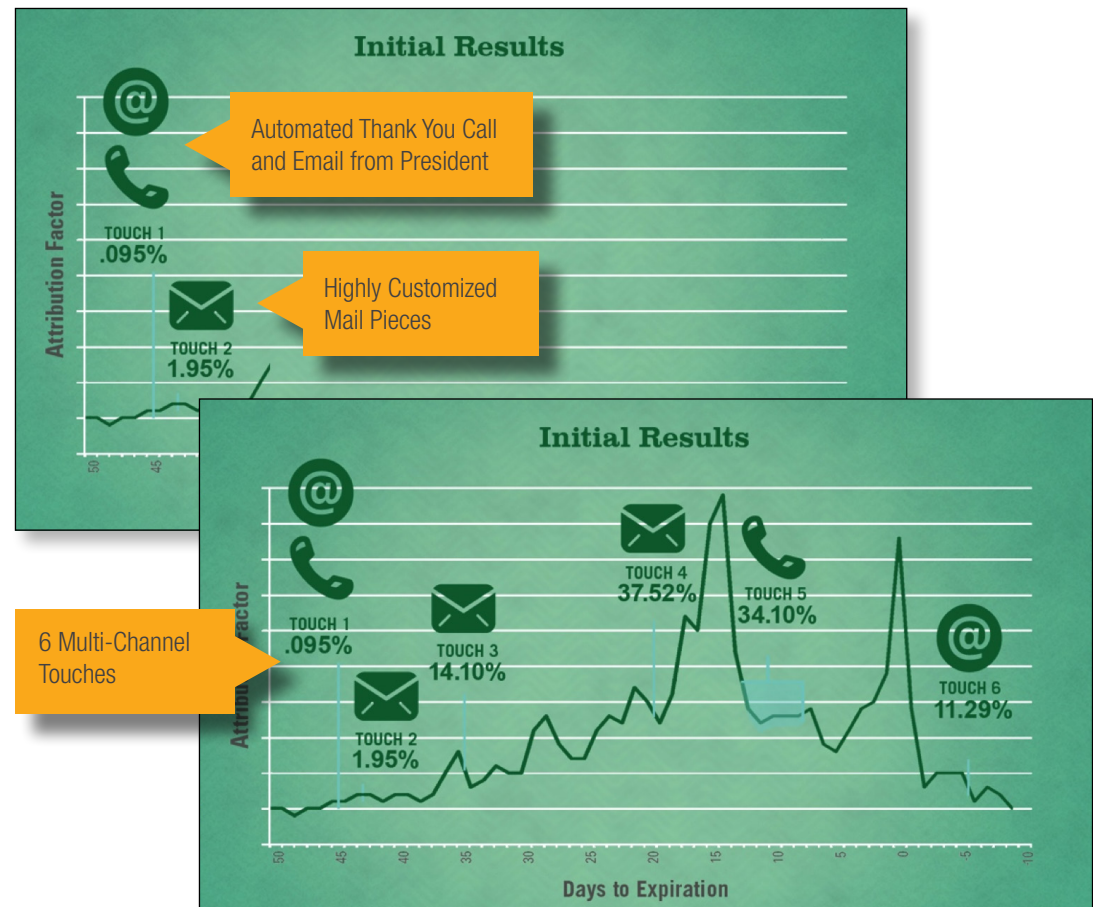 Initial Results
@
Automated Thank You Call
and Email from President
Attribution Factor
TOUCH 1
.095%
Highly Customized
Mail Pieces
TOUCH 2
1.95%
50
45
Initial Results
@
TOUCH 1
.095%
TOUCH 2
1.95%
TOUCH 3
14.10%
TOUCH 4
37.52%
TOUCH 5
34.10%
@
TOUCH 6
11.29%
6 Multi-Channel
Touches
50
45
40
35
30
25
20
15
10
5
0
-5
10
Days to Expiration